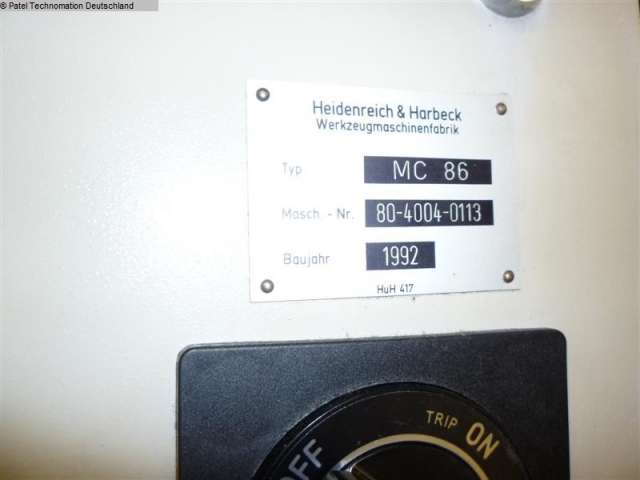 ® Patel Technomation Deutschland
Heidenreich & Harbeck
Werkzeugmaschinenfabrik
Typ MC 86
Masch.-Nr. 80-4004-0113
Baujahr 1992
HuH 417
TRIP ON
OFF